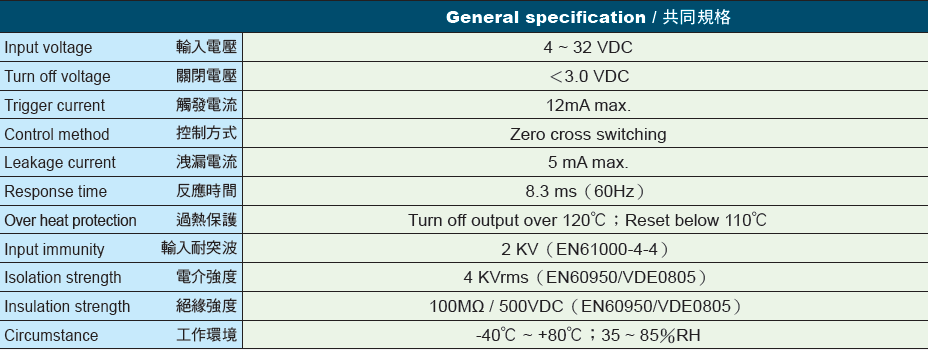 General specification / 共同規格
Input voltage 輸入電壓 4 ~ 32 VDC
Turn off voltage 關閉電壓 ＜3.0 VDC
Trigger current 觸發電流 12mA max.
Control method 控制方式 Zero cross switching
Leakage current 洩漏電流 5 mA max.
Response time 反應時間 8.3 ms（60Hz）
Over heat protection 過熱保護 Turn off output over 120℃；Reset below 110℃
Input immunity 輸入耐突波 2 KV（EN61000-4-4）
Isolation strength 電介強度 4 KVrms（EN60950/VDE0805）
Insulation strength 絕緣強度 100MΩ / 500VDC（EN60950/VDE0805）
Circumstance 工作環境 -40℃ ~ +80℃；35 ~ 85％RH